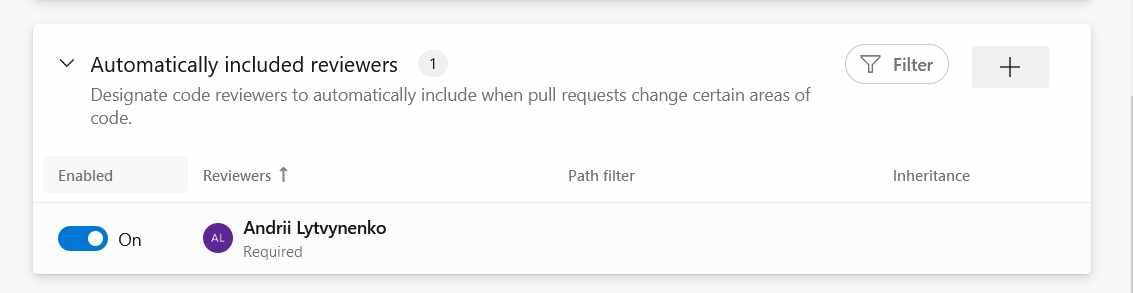 Automatically included reviewers 1 Filter
Designate code reviewers to automatically include when pull requests change certain areas of
code.
Enabled Reviewers Path filter Inheritance
On AL Andrii Lytvynenko
Required